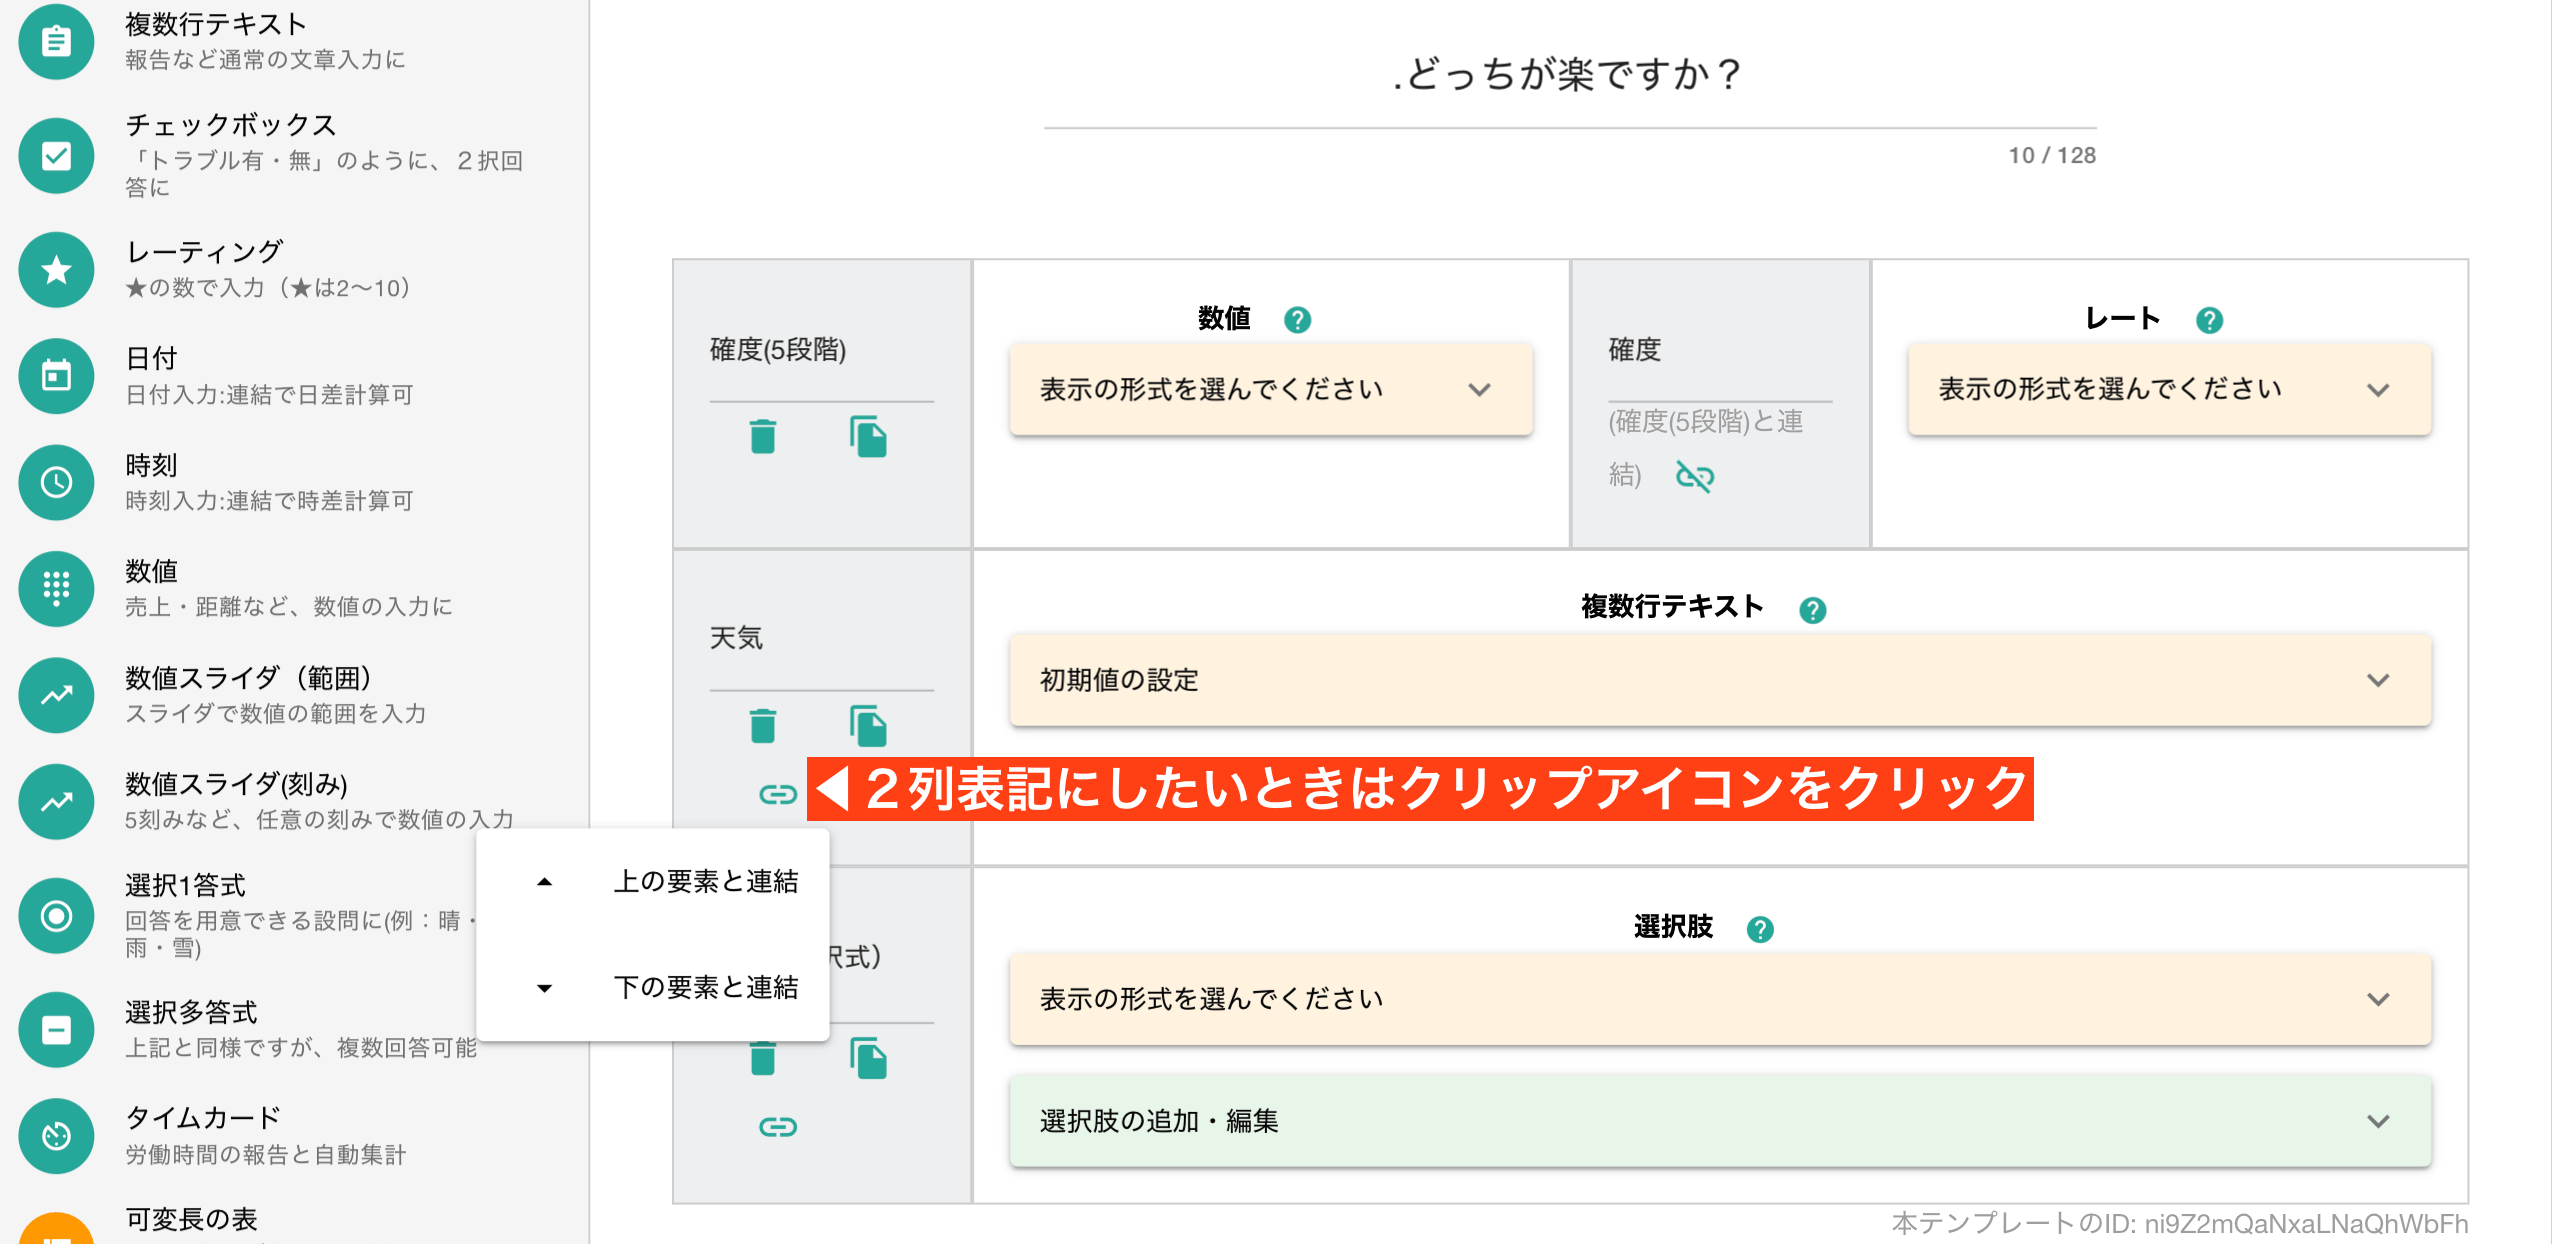 複数行テキスト
報告など通常の文章入力に
チェックボックス
「トラブル有・無」のように、２択回
答に
レーティング
★の数で入力（★は2〜10）
日付
日付入力:連結で日差計算可
時刻
時刻入力:連結で時差計算可
数値
売上・距離など、数値の入力に
数値スライダ（範囲）
スライダで数値の範囲を入力
数値スライダ(刻み)
5刻みなど、任意の刻みで数値の入力
選択1答式
回答を用意できる設問に(例：晴・
雨・雪)
選択多答式
上記と同様ですが、複数回答可能
タイムカード
労働時間の報告と自動集計
可変長の表
.どっちが楽ですか？
10 / 128
確度(5段階)
数値
表示の形式を選んでください
確度
(確度(5段階)と連
結)
レート
表示の形式を選んでください
天気
複数行テキスト
初期値の設定
◀２列表記にしたいときはクリップアイコンをクリック
上の要素と連結
下の要素と連結
択式）
選択肢
表示の形式を選んでください
選択肢の追加・編集
本テンプレートのID: ni9Z2mQaNxaLNaQhWbFh